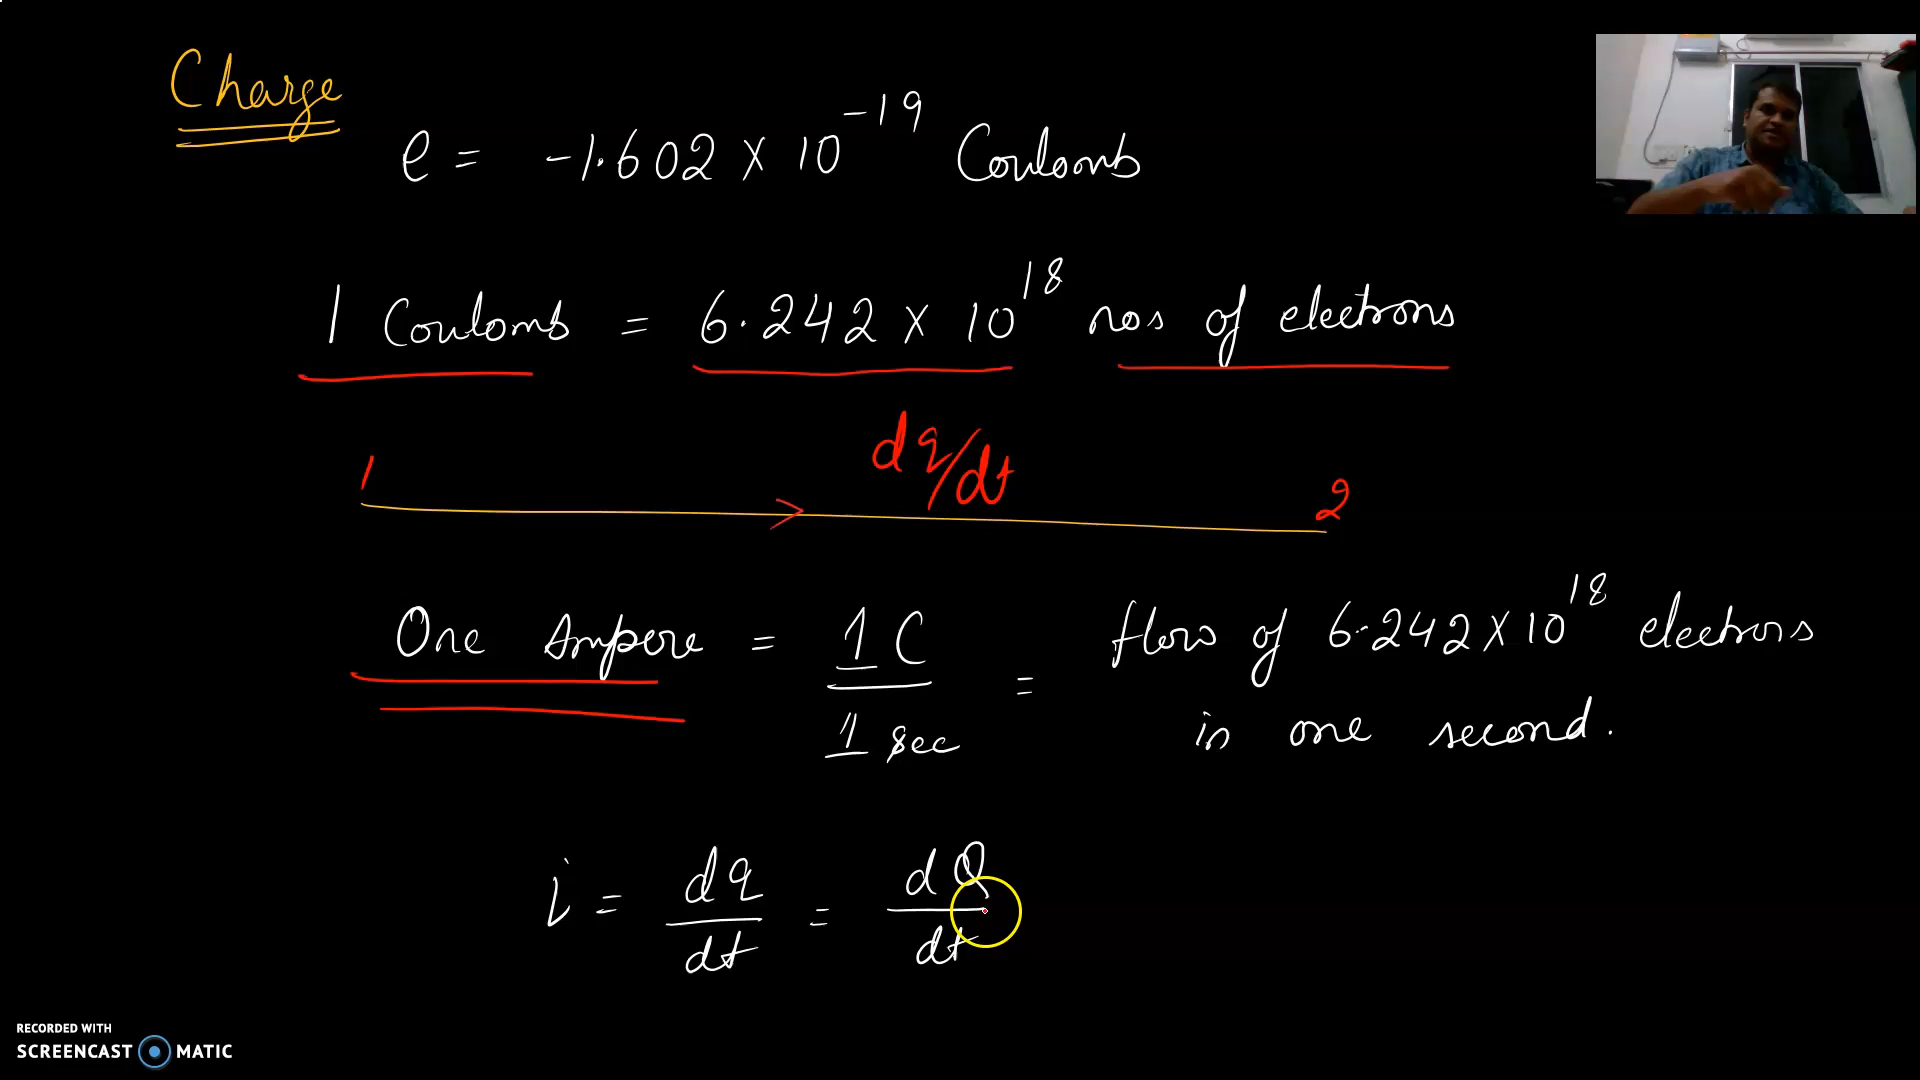 Charge
e = -1.602 X 10^-19 Coulomb
1 Coulomb = 6.242 x 10^18 nos of electrons
dq/dt
1 2
One Ampere = 1 C / 1 sec = flow of 6.242 X 10^18 electrons
in one second.
i = dq/dt = dQ/dt
RECORDED WITH
SCREENCAST MATIC